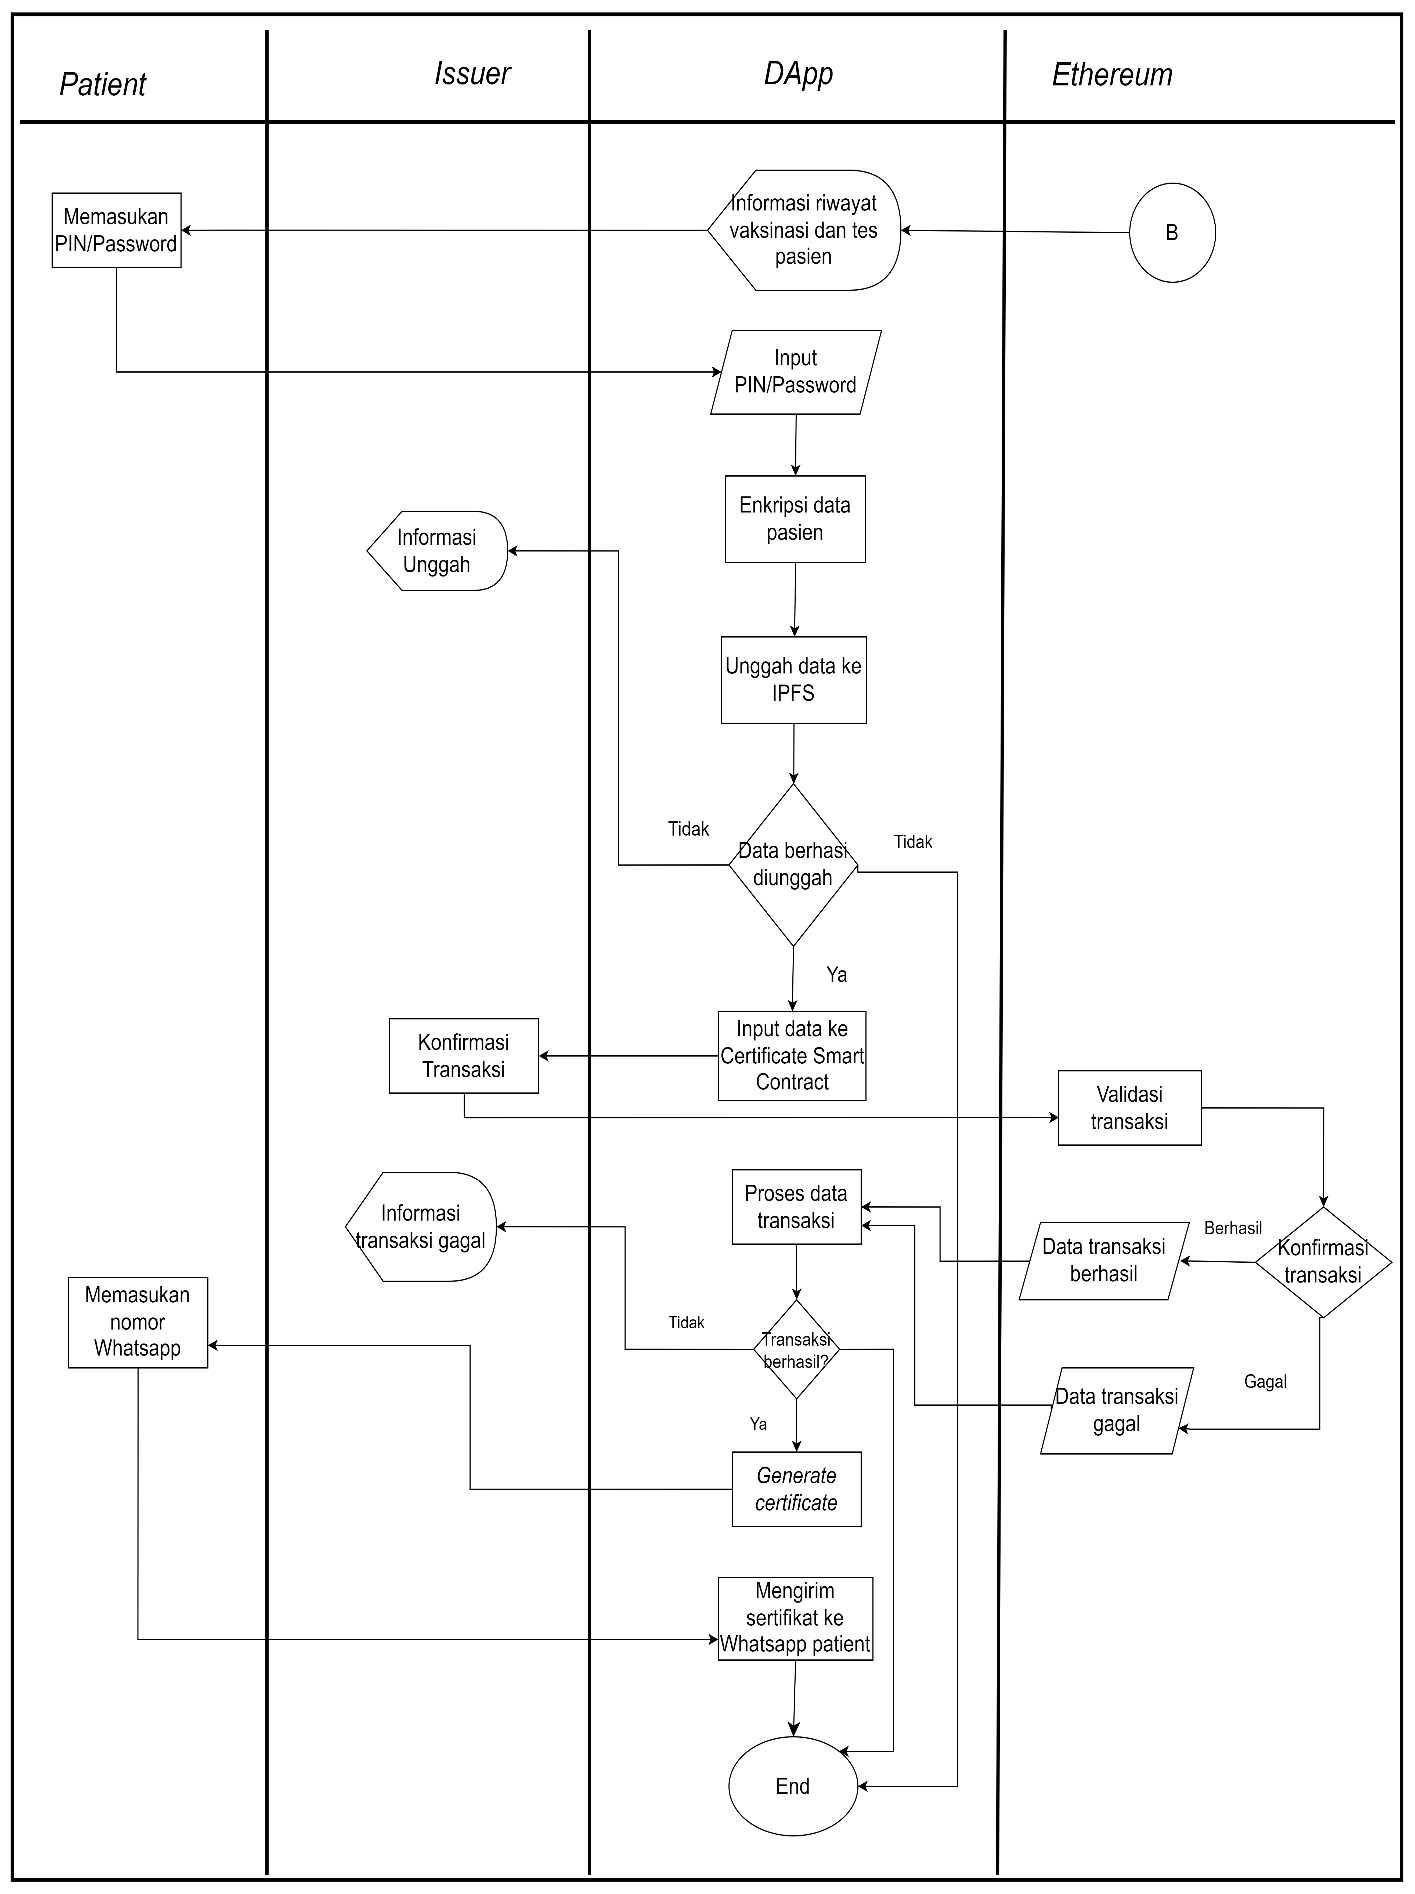 Patient
Issuer
DApp
Ethereum
Memasukan
PIN/Password
Informasi riwayat
vaksinasi dan tes
pasien
B
Input
PIN/Password
Enkripsi data
pasien
Informasi
Unggah
Unggah data ke
IPFS
Tidak
Data berhasi
diunggah
Tidak
Ya
Konfirmasi
Transaksi
Input data ke
Certificate Smart
Contract
Validasi
transaksi
Informasi
transaksi gagal
Proses data
transaksi
Data transaksi
berhasil
Berhasil
Konfirmasi
transaksi
Memasukan
nomor
Whatsapp
Tidak
Transaksi
berhasil?
Data transaksi
gagal
Gagal
Ya
Generate
certificate
Mengirim
sertifikat ke
Whatsapp patient
End